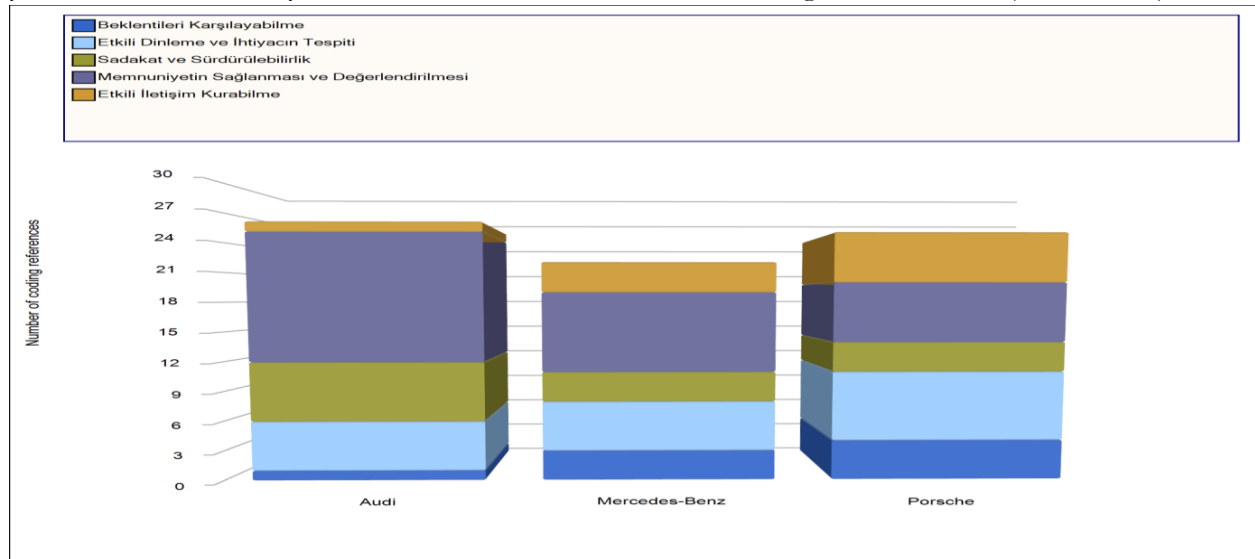 Beklentileri Karşılayabilme
Etkili Dinleme ve İhtiyacın Tespiti
Sadakat ve Sürdürülebilirlik
Memnuniyetin Sağlanması ve Değerlendirilmesi
Etkili İletişim Kurabilme
Number of coding references
30
27
24
21
18
15
12
9
6
3
0
Audi
Mercedes-Benz
Porsche